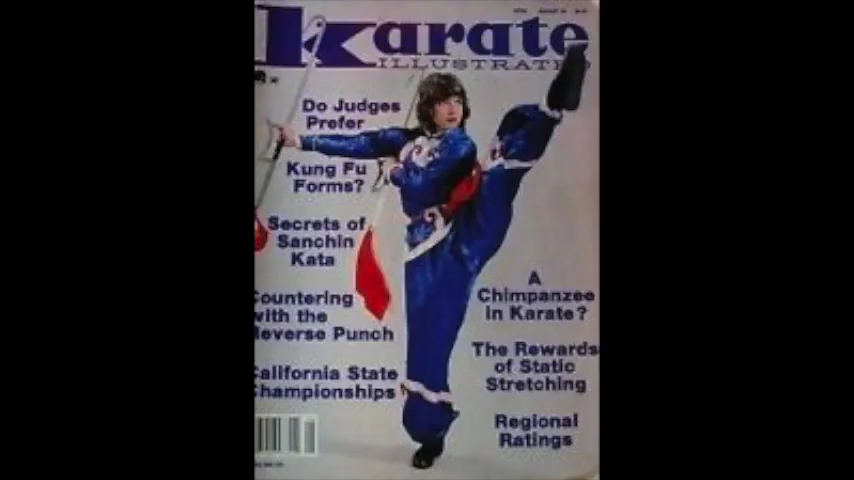 Karate
ILLUSTRATED
Do Judges
Prefer
Kung Fu
Forms?
Secrets of
Sanchin
Kata
Countering
with the
Reverse Punch
California State
Championships
A
Chimpanzee
in Karate?
The Rewards
of Static
Stretching
Regional
Ratings